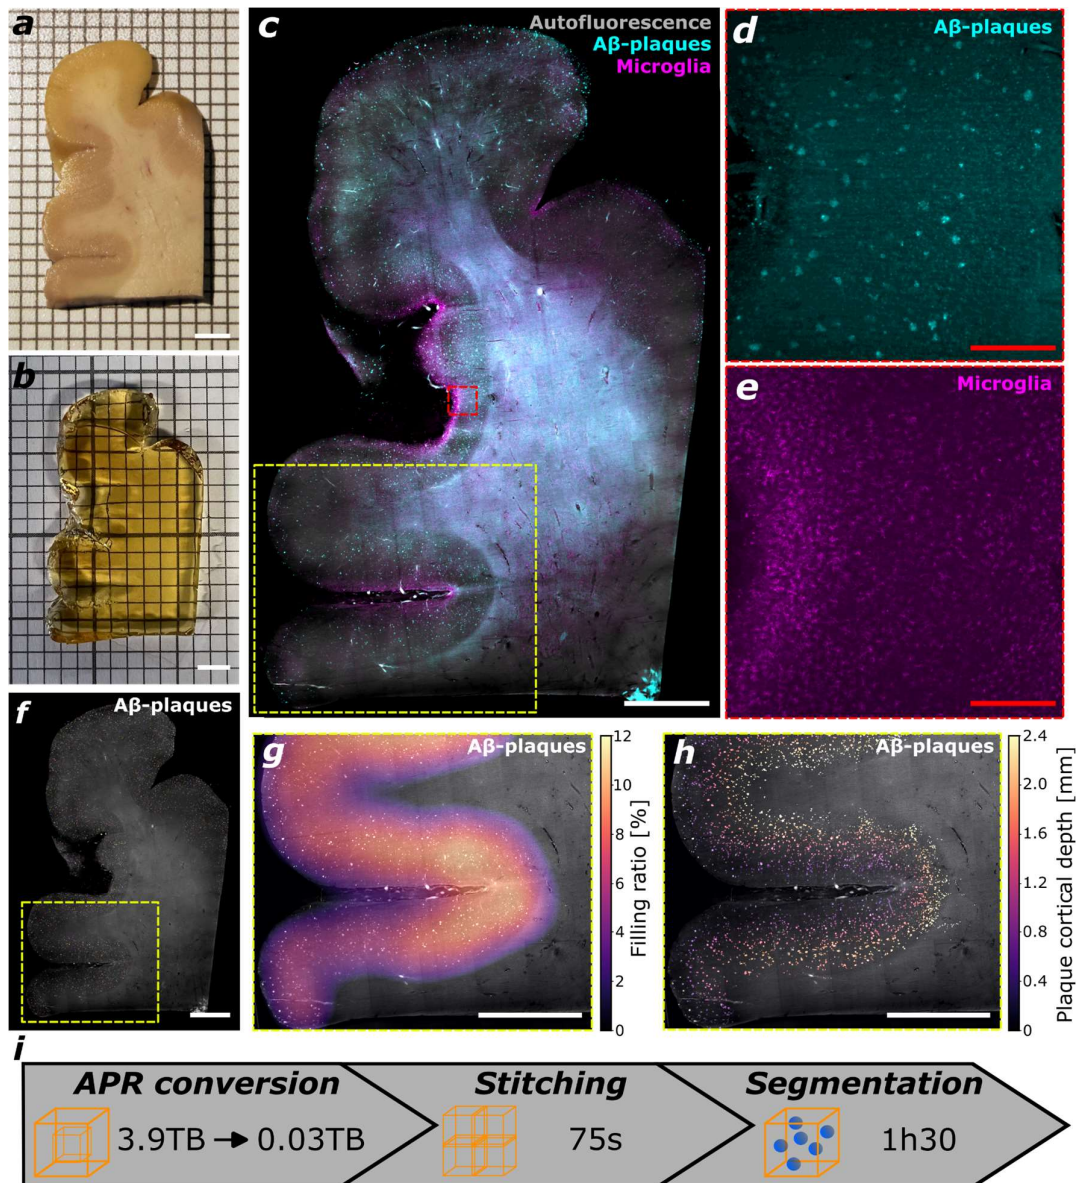 a
b
c
Autofluorescence
Aβ-plaques
Microglia
d
Aβ-plaques
e
Microglia
f
Aβ-plaques
g
Aβ-plaques
12
10
8
6
4
2
0
Filling ratio [%]
h
Aβ-plaques
2.4
2.0
1.6
1.2
0.8
0.4
0
Plaque cortical depth [mm]
i
APR conversion
3.9TB → 0.03TB
Stitching
75s
Segmentation
1h30